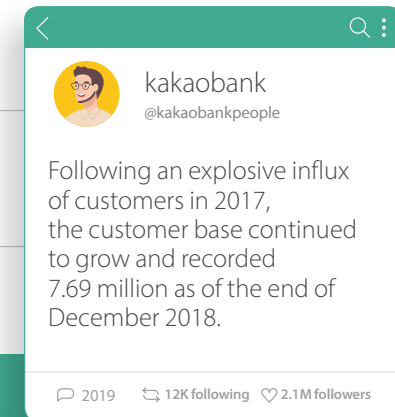 kakaobank
@kakaobankpeople
Following an explosive influx
of customers in 2017,
the customer base continued
to grow and recorded
7.69 million as of the end of
December 2018.
2019 12K following 2.1M followers